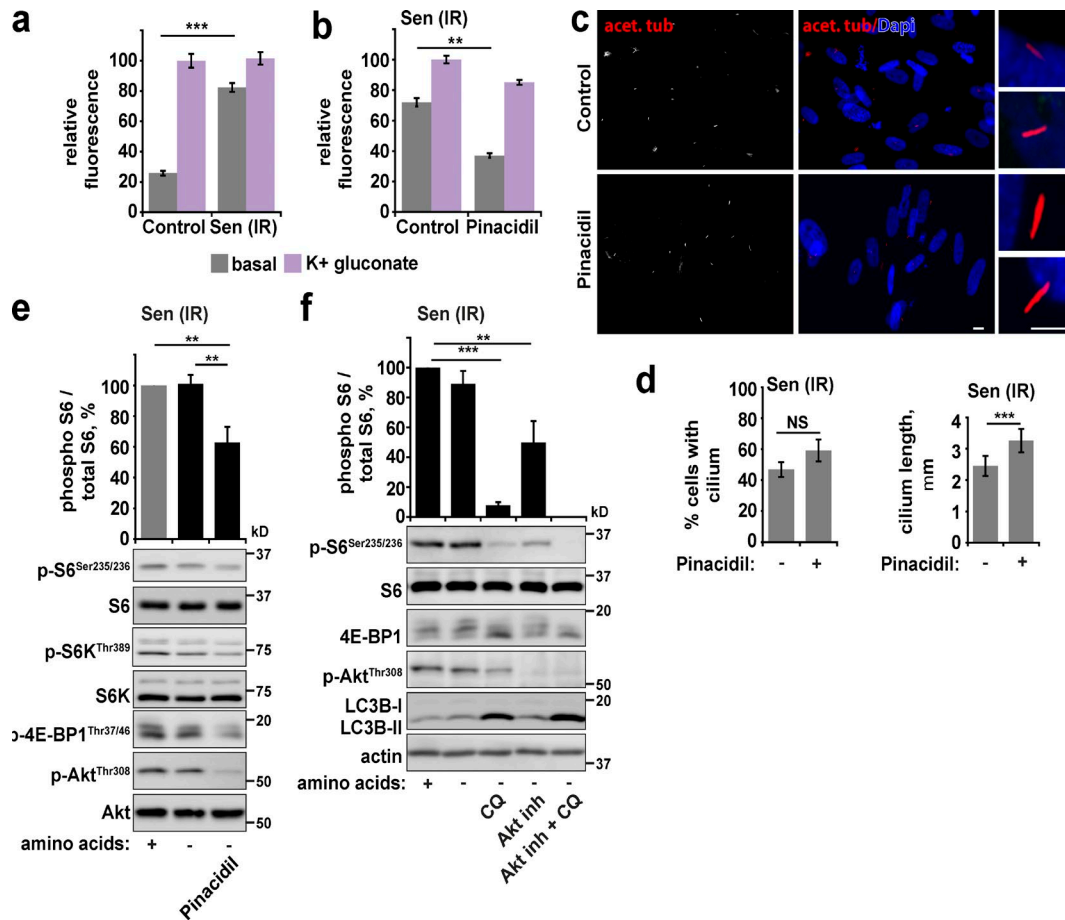 a
***
100
80
60
40
20
0
relative
fluorescence
Control Sen (IR)
b
Sen (IR)
**
100
80
60
40
20
0
relative
fluorescence
Control Pinacidil
basal K+ gluconate
c
acet. tub
acet. tub/Dapi
Control
Pinacidil
d
Sen (IR)
NS
100
80
60
40
20
0
% cells with
cilium
Pinacidil: - +
Sen (IR)
***
4
3
2
1
0
cilium length,
mm
Pinacidil: - +
e
Sen (IR)
**
**
100
80
60
40
20
0
phospho S6 /
total S6, %
kD
p-S6Ser235/236
37
S6
37
p-S6KThr389
75
S6K
75
p-4E-BP1Thr37/46
20
p-AktThr308
50
Akt
50
amino acids: + - -
Pinacidil
f
Sen (IR)
**
***
100
80
60
40
20
0
phospho S6 /
total S6, %
kD
p-S6Ser235/236
37
S6
37
4E-BP1
20
p-AktThr308
50
LC3B-I
20
LC3B-II
actin
37
amino acids: + - - - -
CQ
Akt inh
Akt inh + CQ